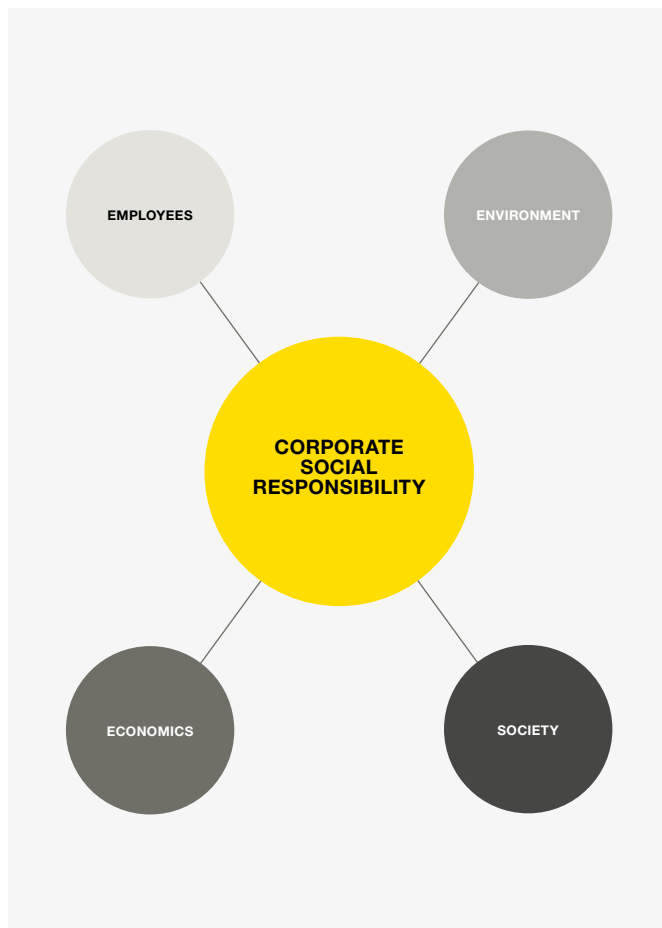 EMPLOYEES
ENVIRONMENT
CORPORATE
SOCIAL
RESPONSIBILITY
ECONOMICS
SOCIETY